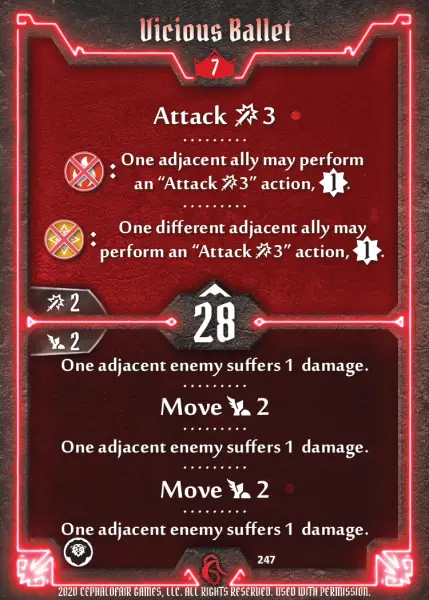 Vicious Ballet
7
Attack 3
: One adjacent ally may perform
an “Attack 3” action, 1.
: One different adjacent ally may
perform an “Attack 3” action, 1.
2
28
2
One adjacent enemy suffers 1 damage.
Move 2
One adjacent enemy suffers 1 damage.
Move 2
One adjacent enemy suffers 1 damage.
247
2020 CEPHALOFAIR GAMES, LLC. ALL RIGHTS RESERVED. USED WITH PERMISSION.